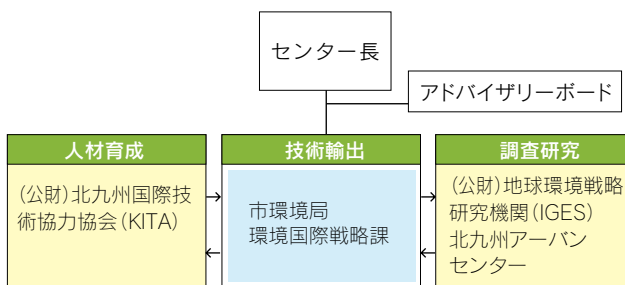 センター長
アドバイザリーボード
人材育成
(公財)北九州国際技
術協力協会(KITA)
技術輸出
市環境局
環境国際戦略課
調査研究
(公財)地球環境戦略
研究機関(IGES)
北九州アーバン
センター